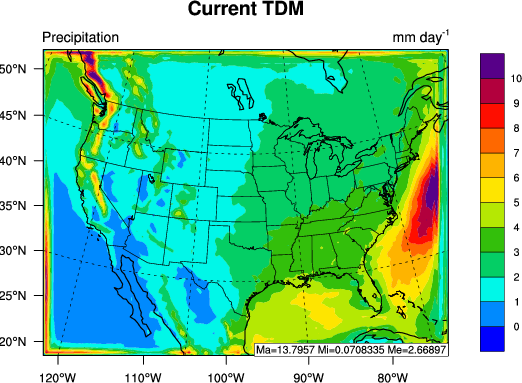 Current TDM
Precipitation mm day-1
50°N
45°N
40°N
35°N
30°N
25°N
20°N
10
9
8
7
6
5
4
3
2
1
0
Ma=13.7957 Mi=0.0708335 Me=2.66897
120°W 110°W 100°W 90°W 80°W